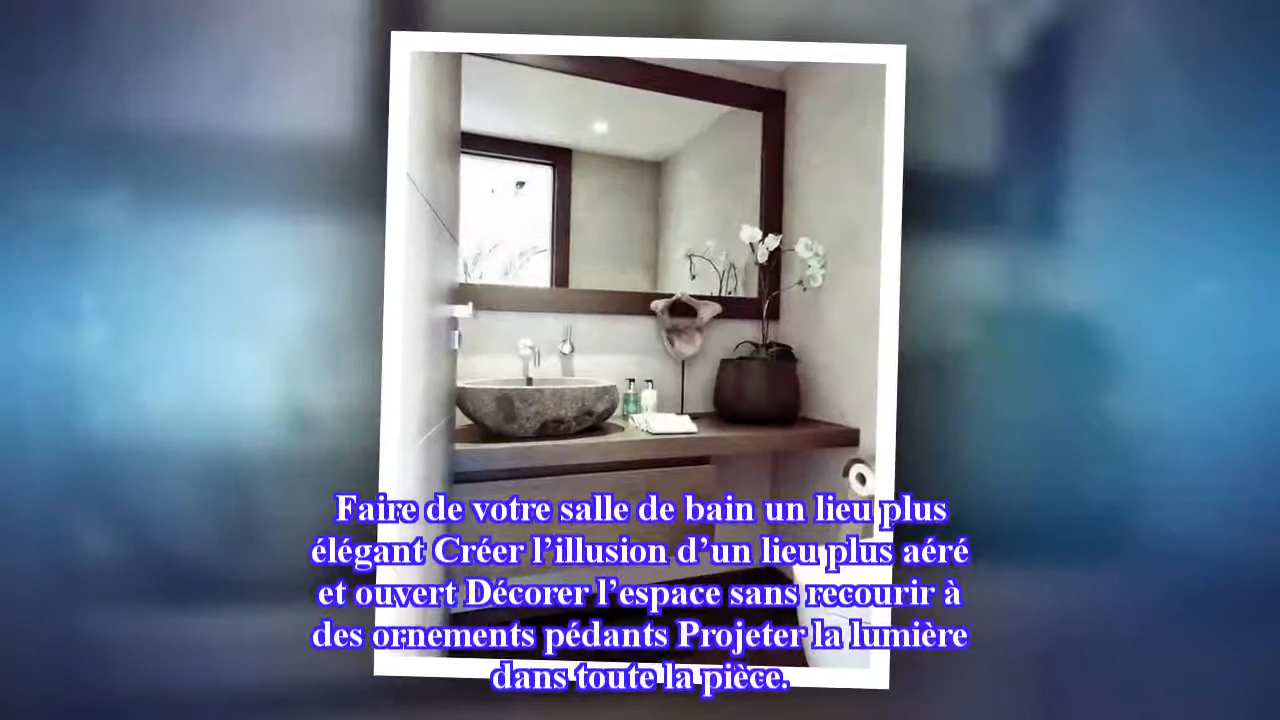 Faire de votre salle de bain un lieu plus
élégant Créer l’illusion d’un lieu plus aéré
et ouvert Décorer l’espace sans recourir à
des ornements pédants Projeter la lumière
dans toute la pièce.